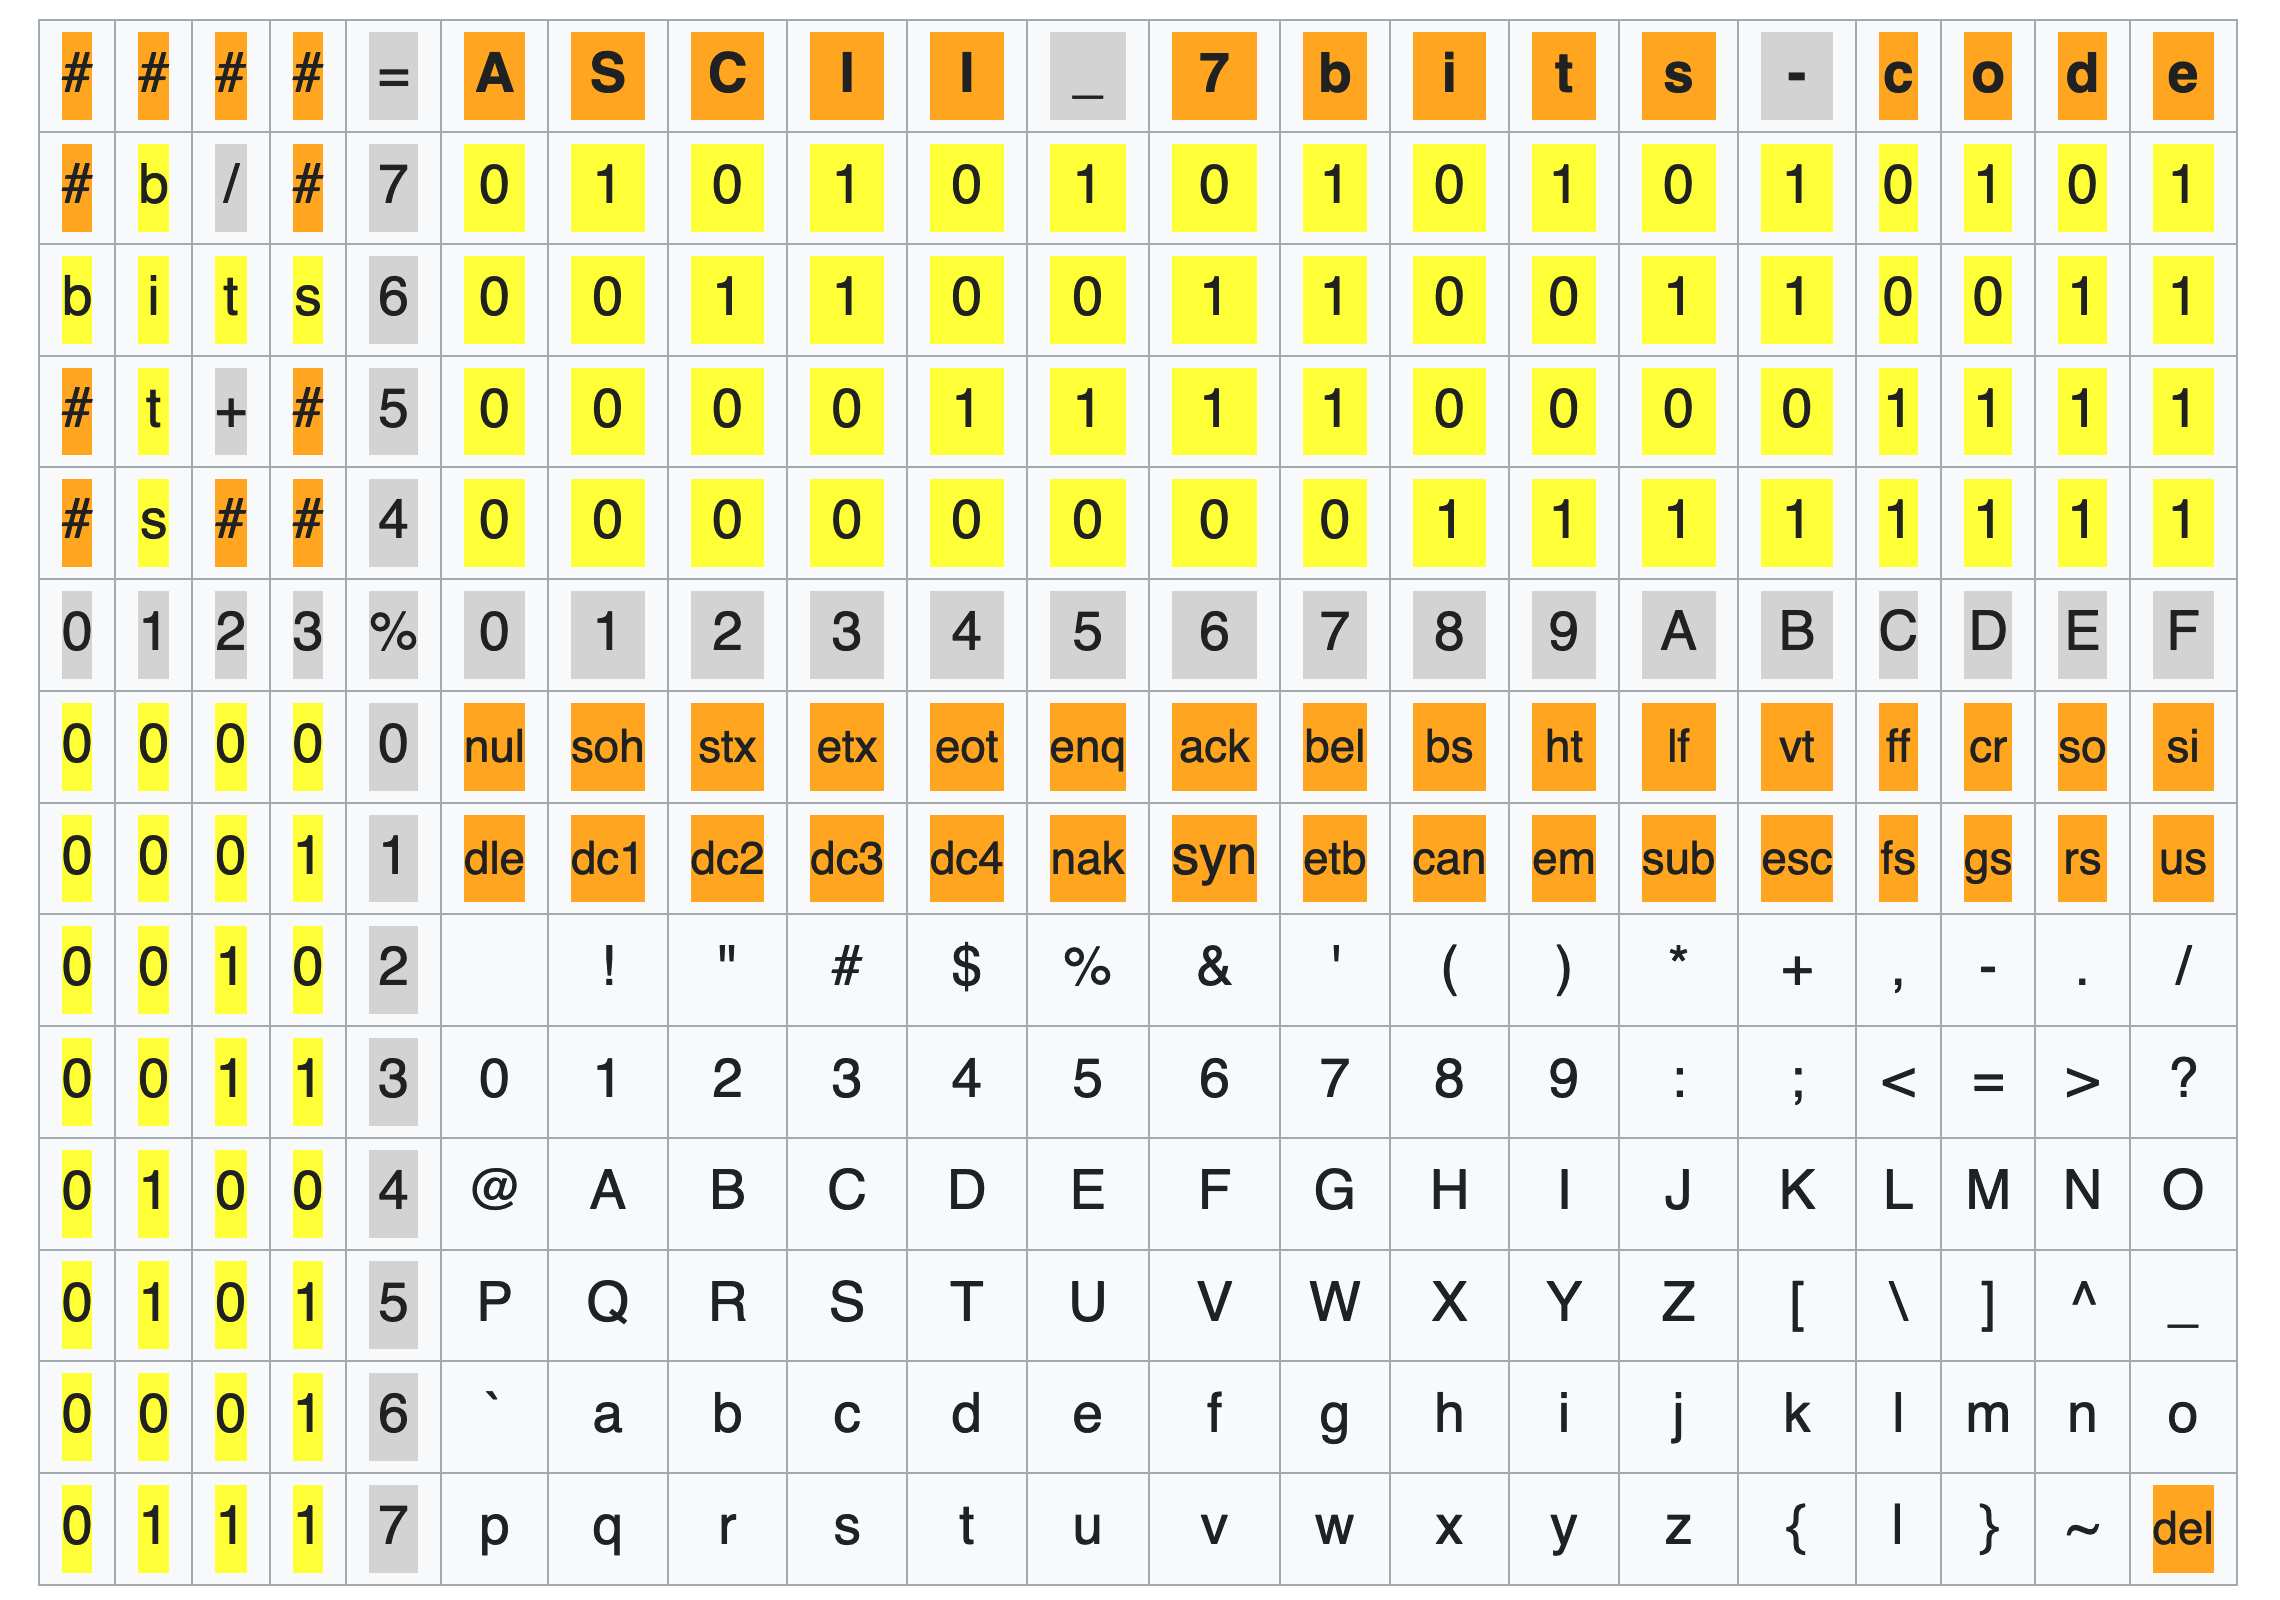 # # # # = A S C I I _ 7 b i t s - c o d e
# b / # 7 0 1 0 1 0 1 0 1 0 1 0 1 0 1 0 1
b i t s 6 0 0 1 1 0 0 1 1 0 0 1 1 0 0 1 1
# t + # 5 0 0 0 0 1 1 1 1 0 0 0 0 1 1 1 1
# s # # 4 0 0 0 0 0 0 0 0 1 1 1 1 1 1 1 1
0 1 2 3 % 0 1 2 3 4 5 6 7 8 9 A B C D E F
0 0 0 0 0 nul soh stx etx eot enq ack bel bs ht lf vt ff cr so si
0 0 0 1 1 dle dc1 dc2 dc3 dc4 nak syn etb can em sub esc fs gs rs us
0 0 1 0 2 ! " # $ % & ' ( ) * + , - . /
0 0 1 1 3 0 1 2 3 4 5 6 7 8 9 : ; < = > ?
0 1 0 0 4 @ A B C D E F G H I J K L M N O
0 1 0 1 5 P Q R S T U V W X Y Z [ \ ] ^ _
0 0 0 1 6 ` a b c d e f g h i j k l m n o
0 1 1 1 7 p q r s t u v w x y z { | } ~ del